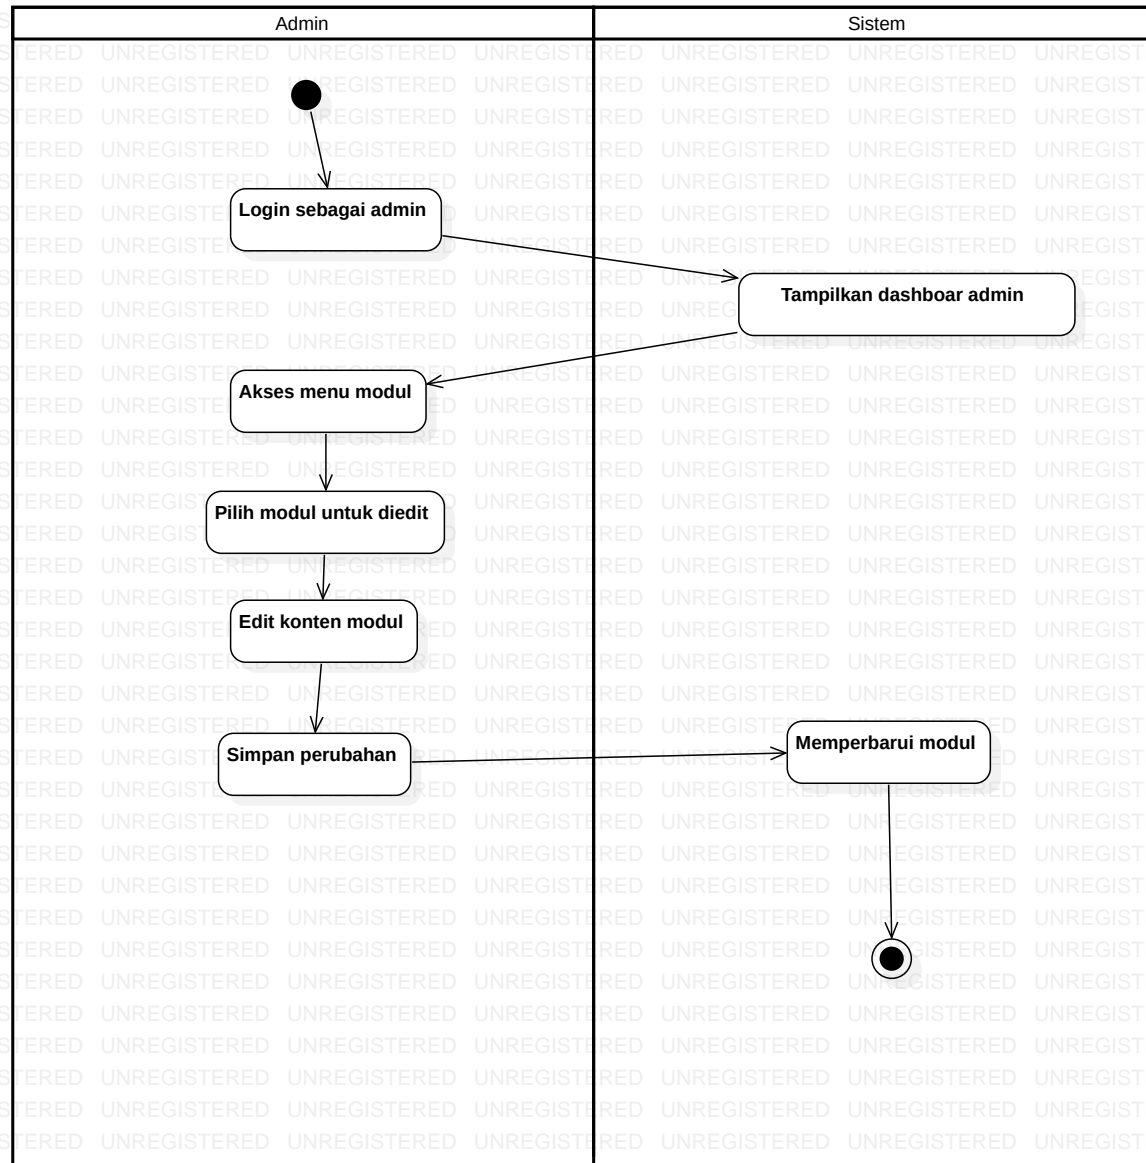 Admin
Sistem
Login sebagai admin
Tampilkan dashboar admin
Akses menu modul
Pilih modul untuk diedit
Edit konten modul
Simpan perubahan
Memperbarui modul
UNREGISTERED